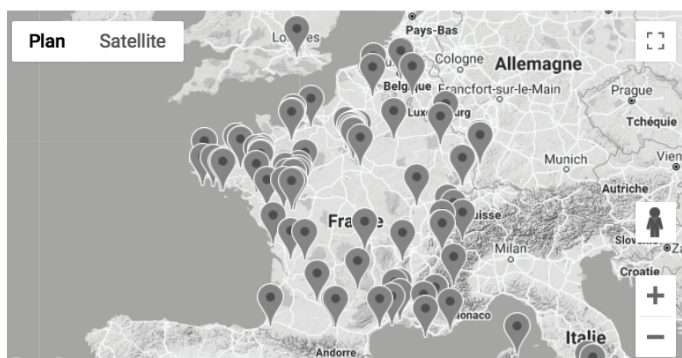 Plan
Satellite
Londres
Pays-Bas
Cologne
Allemagne
Belgique
Francfort-sur-le-Main
Prague
Luxembourg
Tchéquie
Munich
Autriche
France
Suisse
Milan
Croatie
Monaco
Italie
Andorre